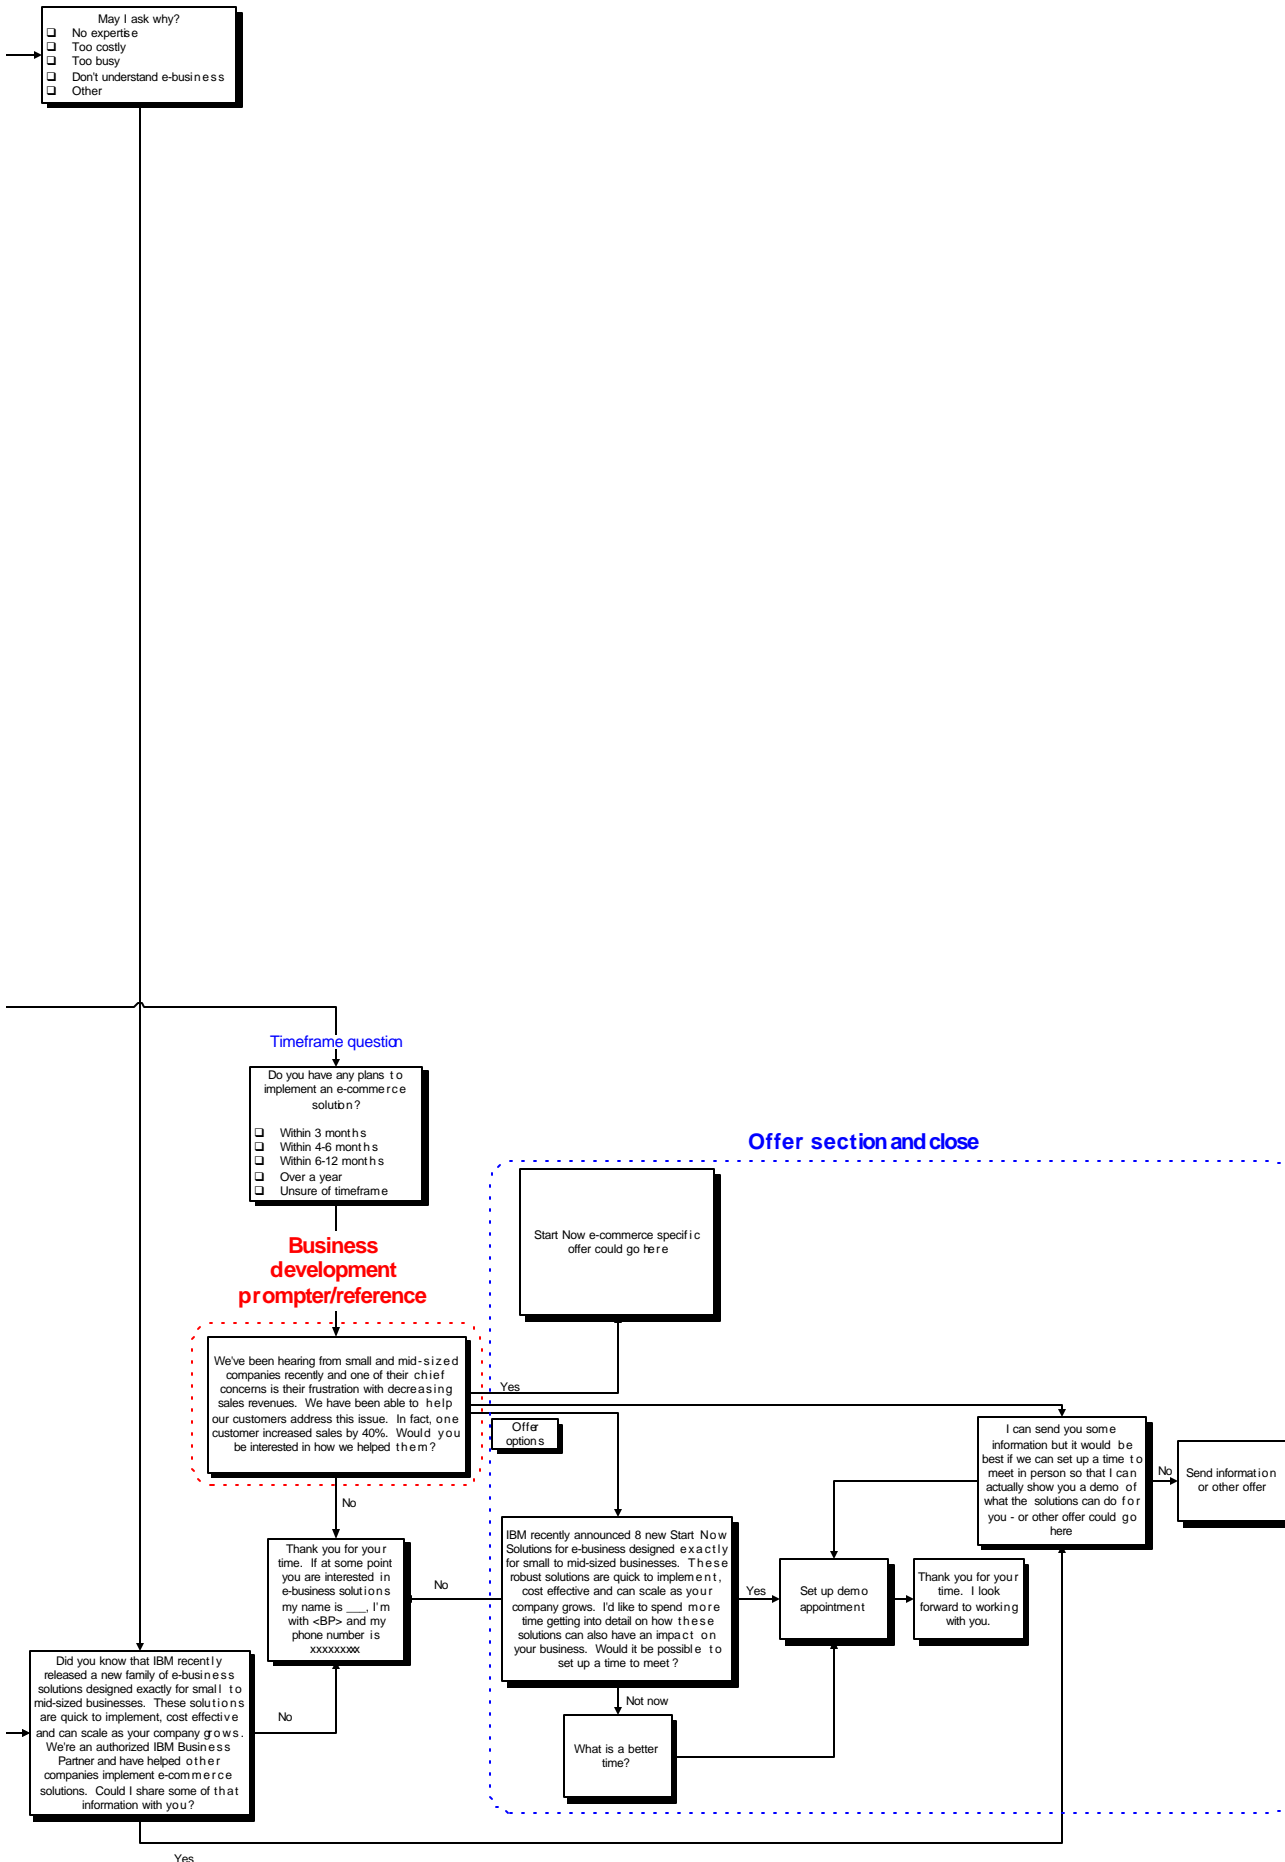 May I ask why?
No expertise
Too costly
Too busy
Don't understand e-business
Other
Timeframe question
Do you have any plans to
implement an e-commerce
solution?
Within 3 months
Within 4-6 months
Within 6-12 months
Over a year
Unsure of timeframe
Offer section and close
Start Now e-commerce specific
offer could go here
Business
development
prompter/reference
We've been hearing from small and mid-sized
companies recently and one of their chief
concerns is their frustration with decreasing
sales revenues. We have been able to help
our customers address this issue. In fact, one
customer increased sales by 40%. Would you
be interested in how we helped them?
Yes
Offer
options
No
I can send you some
information but it would be
best if we can set up a time to
meet in person so that I can
actually show you a demo of
what the solutions can do for
you - or other offer could go
here
No
Send information
or other offer
Thank you for your
time. If at some point
you are interested in
e-business solutions
my name is ___, I'm
with <BP> and my
phone number is
xxxxxxxxx
No
IBM recently announced 8 new Start Now
Solutions for e-business designed exactly
for small to mid-sized businesses. These
robust solutions are quick to implement,
cost effective and can scale as your
company grows. I'd like to spend more
time getting into detail on how these
solutions can also have an impact on
your business. Would it be possible to
set up a time to meet?
Yes
Set up demo
appointment
Thank you for your
time. I look
forward to working
with you.
Not now
What is a better
time?
Did you know that IBM recently
released a new family of e-business
solutions designed exactly for small to
mid-sized businesses. These solutions
are quick to implement, cost effective
and can scale as your company grows.
We're an authorized IBM Business
Partner and have helped other
companies implement e-commerce
solutions. Could I share some of that
information with you?
No
Yes